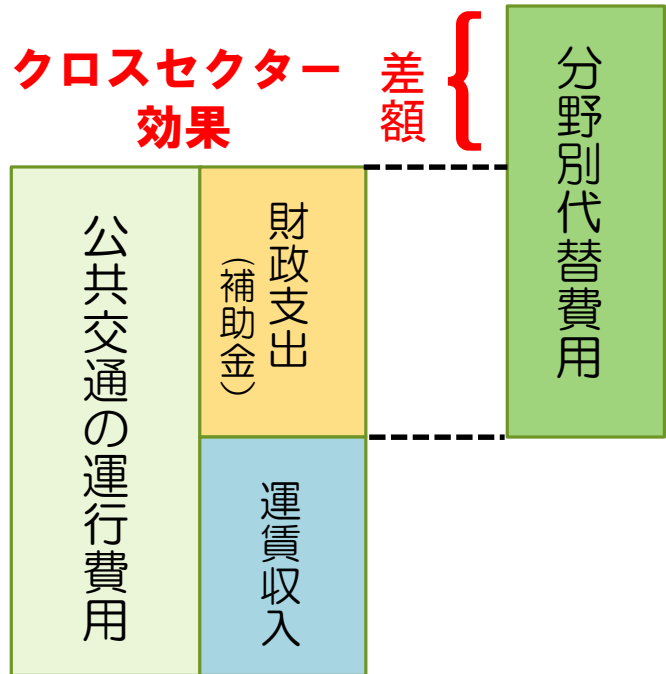 クロスセクター
効果
差額
分野別代替費用
公共交通の運行費用
財政支出
（補助金）
運賃収入